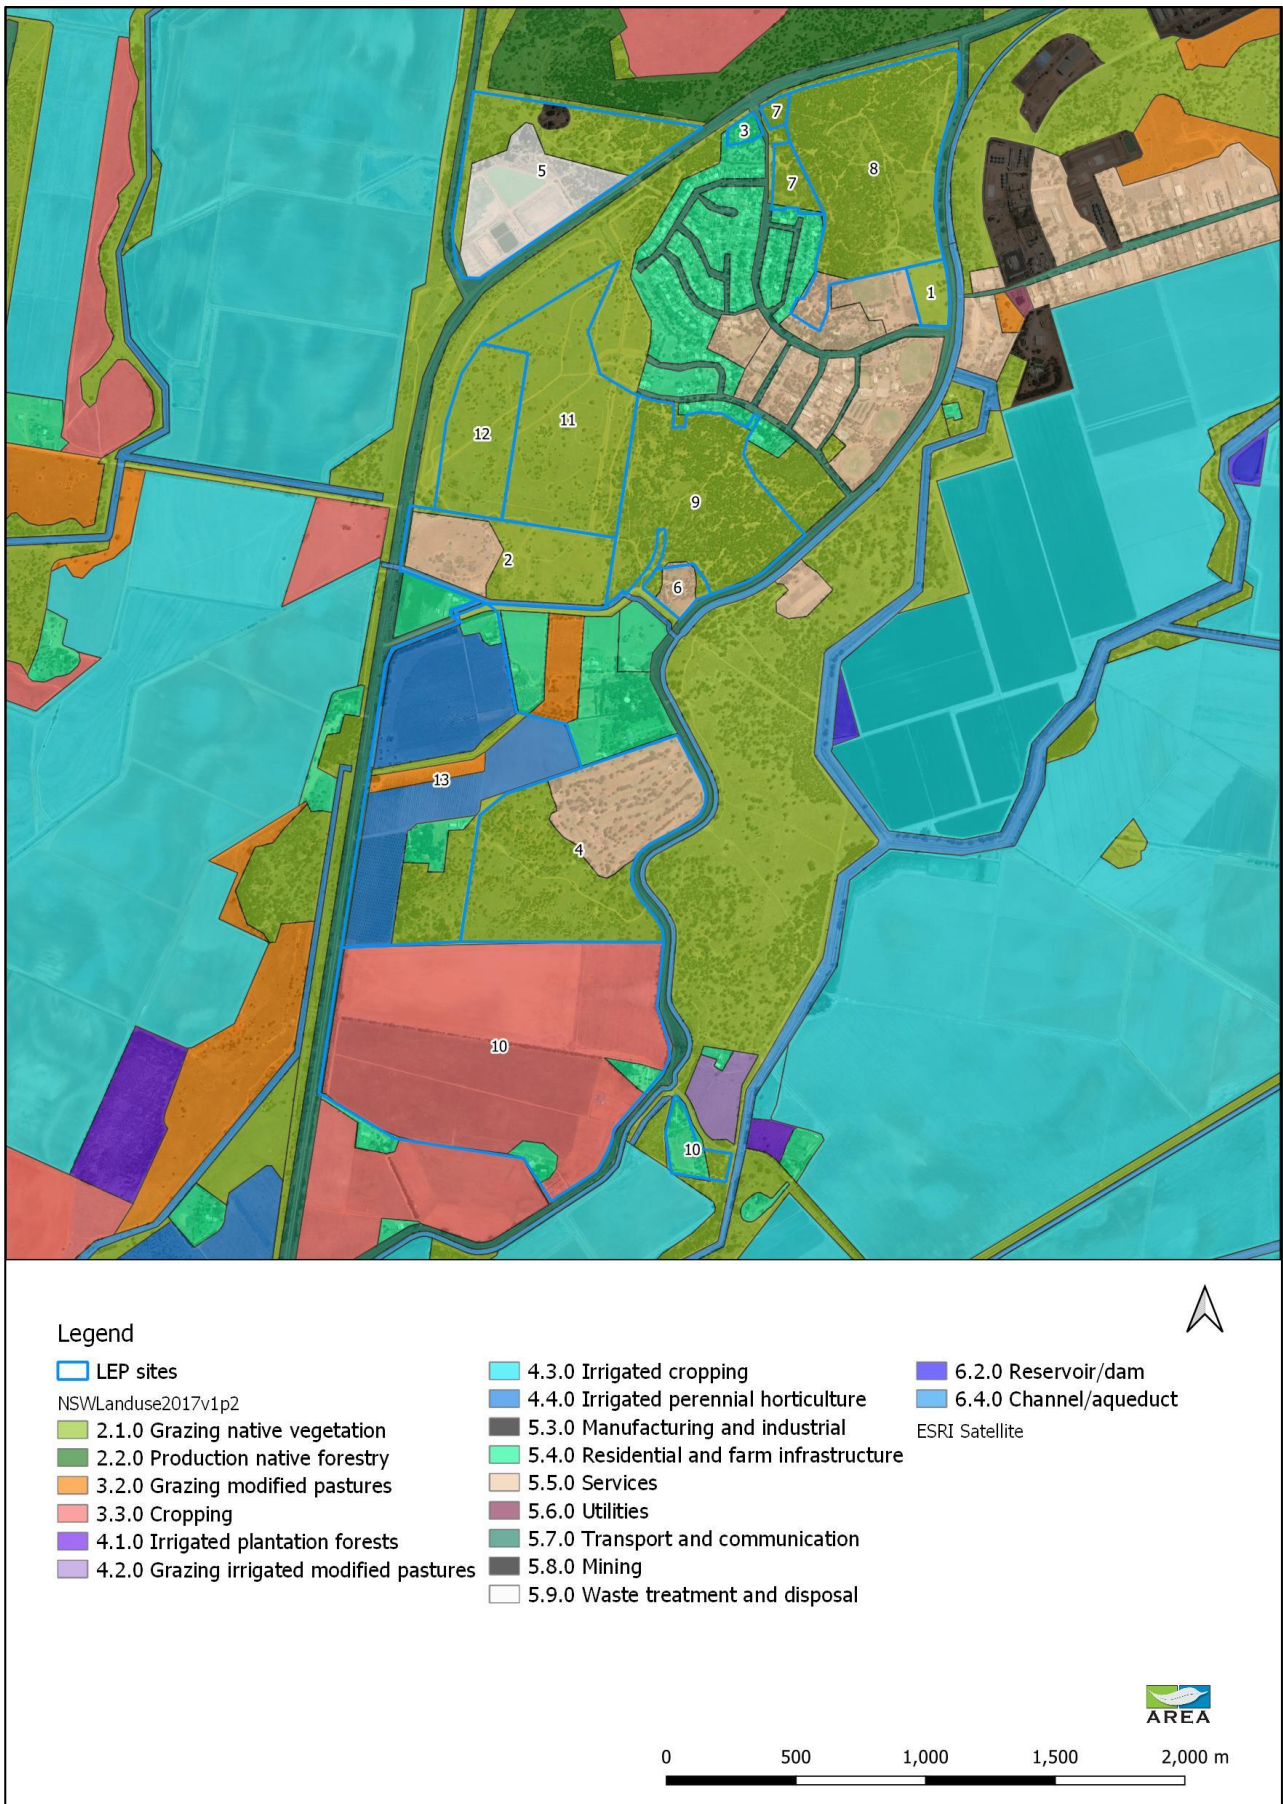 7
3
5
7
8
1
12
11
9
2
6
13
4
10
10
Legend
LEP sites
NSWLanduse2017v1p2
2.1.0 Grazing native vegetation
2.2.0 Production native forestry
3.2.0 Grazing modified pastures
3.3.0 Cropping
4.1.0 Irrigated plantation forests
4.2.0 Grazing irrigated modified pastures
4.3.0 Irrigated cropping
4.4.0 Irrigated perennial horticulture
5.3.0 Manufacturing and industrial
5.4.0 Residential and farm infrastructure
5.5.0 Services
5.6.0 Utilities
5.7.0 Transport and communication
5.8.0 Mining
5.9.0 Waste treatment and disposal
6.2.0 Reservoir/dam
6.4.0 Channel/aqueduct
ESRI Satellite
AREA
0 500 1,000 1,500 2,000 m